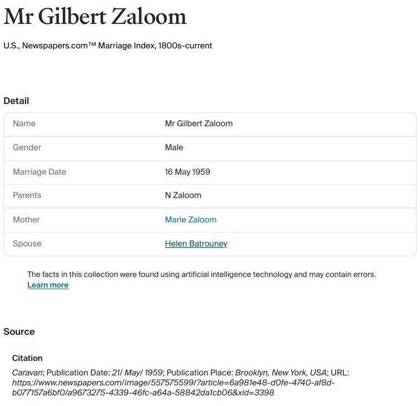 Mr Gilbert Zaloom
U.S., Newspapers.com™ Marriage Index, 1800s-current
Detail
Name Mr Gilbert Zaloom
Gender Male
Marriage Date 16 May 1959
Parents N Zaloom
Mother Marie Zaloom
Spouse Helen Batrouney
The facts in this collection were found using artificial intelligence technology and may contain errors.
Learn more
Source
Citation
Caravan; Publication Date: 21/ May/ 1959; Publication Place: Brooklyn, New York, USA; URL:
https://www.newspapers.com/image/557575599/?article=6a981e48-d0fe-4740-af8d-
b077157a6bf0/a9673275-4339-46fc-a64a-58842da1cb06&xid=3398